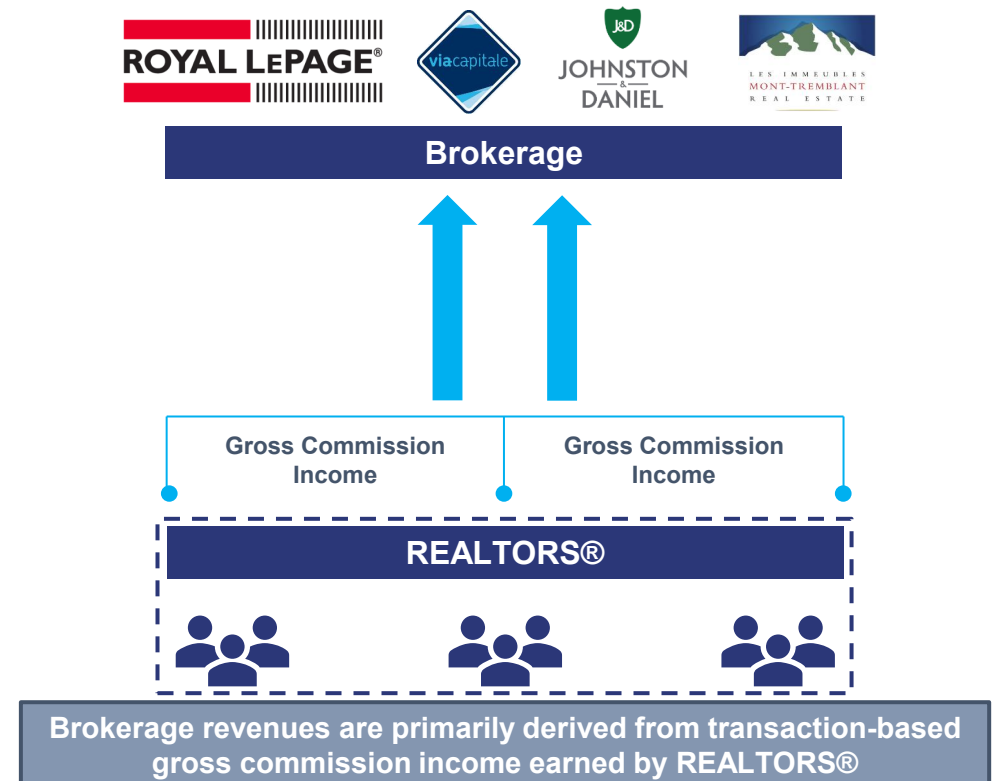 ROYAL LEPAGE®
viacapitale
J&D
JOHNSTON
&
DANIEL
LES IMMEUBLES
MONT-TREMBLANT
REAL ESTATE
Brokerage
Gross Commission
Income
Gross Commission
Income
REALTORS®
Brokerage revenues are primarily derived from transaction-based
gross commission income earned by REALTORS®